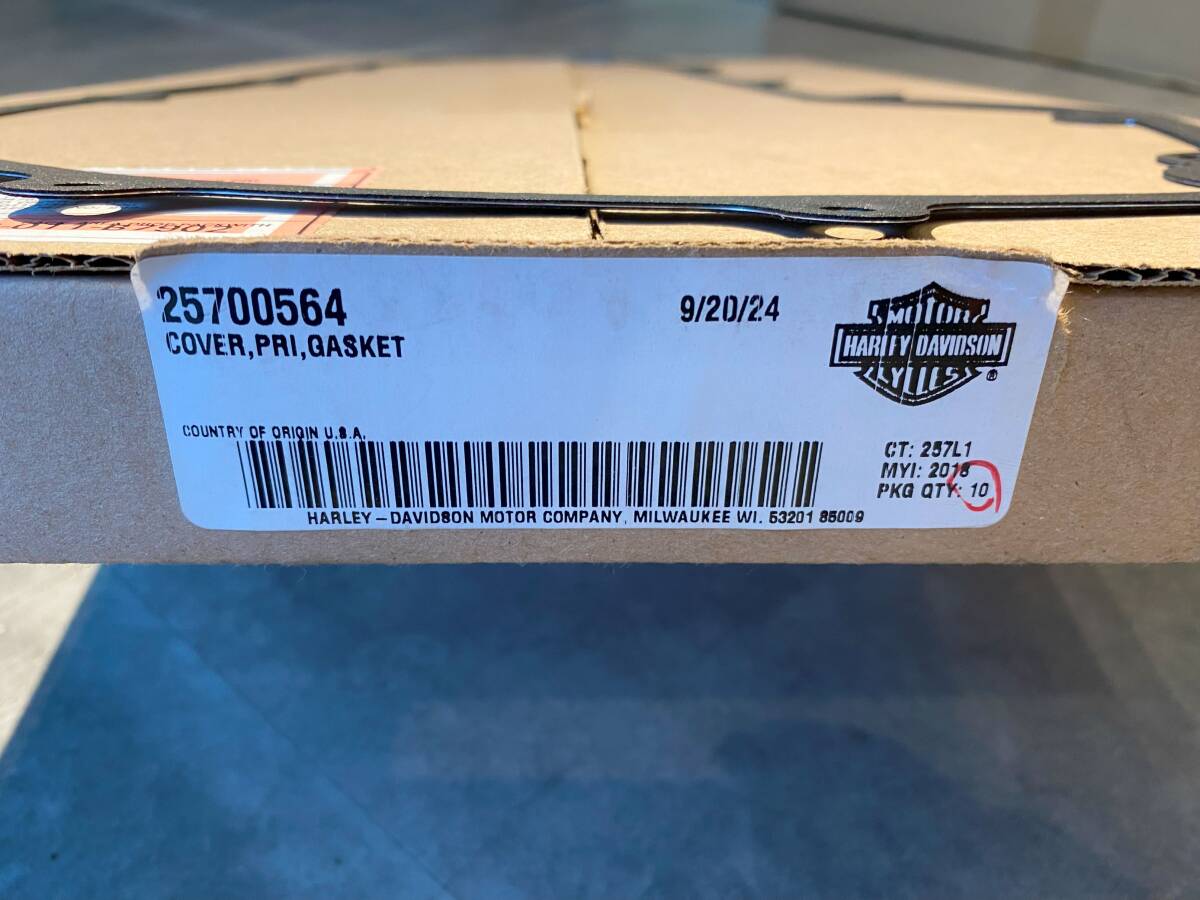 25700564
9/20/24
COVER,PRI,GASKET
MOTOR
HARLEY-DAVIDSON
CYCLES
®
COUNTRY OF ORIGIN U.S.A.
CT: 257L1
MYI: 2018
PKG QTY: 10
HARLEY-DAVIDSON MOTOR COMPANY, MILWAUKEE WI. 53201 85009